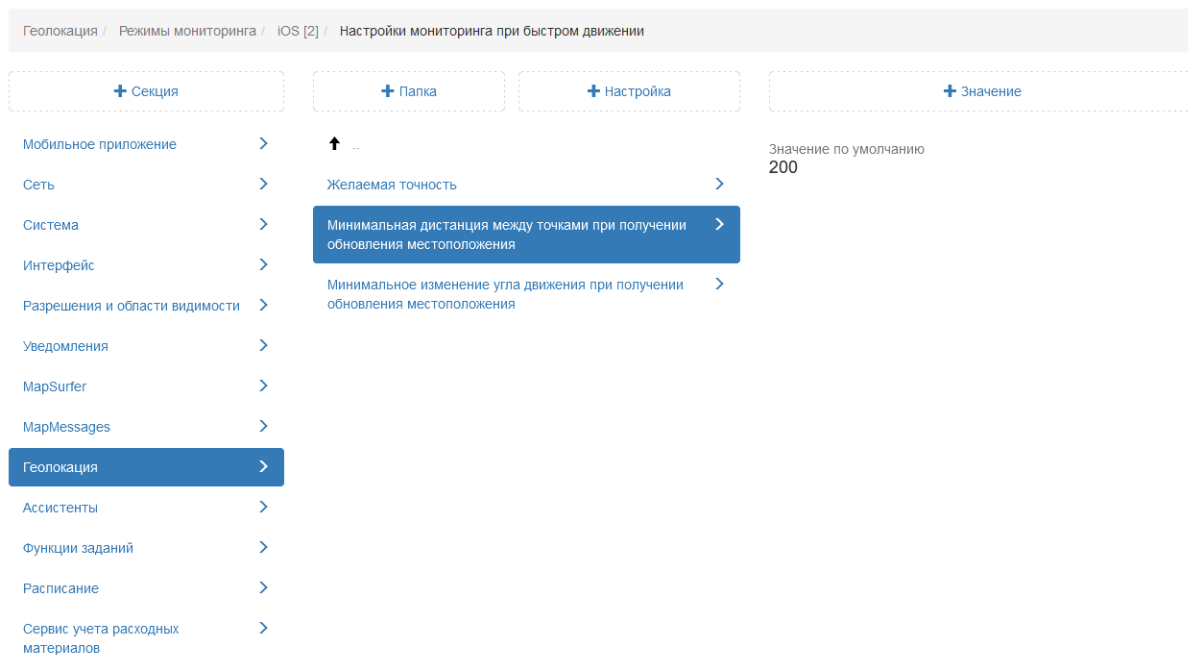 Геолокация / Режимы мониторинга / iOS [2] / Настройки мониторинга при быстром движении
+ Секция
+ Папка
+ Настройка
+ Значение
Мобильное приложение
Сеть
Система
Интерфейс
Разрешения и области видимости
Уведомления
MapSurfer
MapMessages
Геолокация
Ассистенты
Функции заданий
Расписание
Сервис учета расходных
материалов
..
Желаемая точность
Минимальная дистанция между точками при получении
обновления местоположения
Минимальное изменение угла движения при получении
обновления местоположения
Значение по умолчанию
200